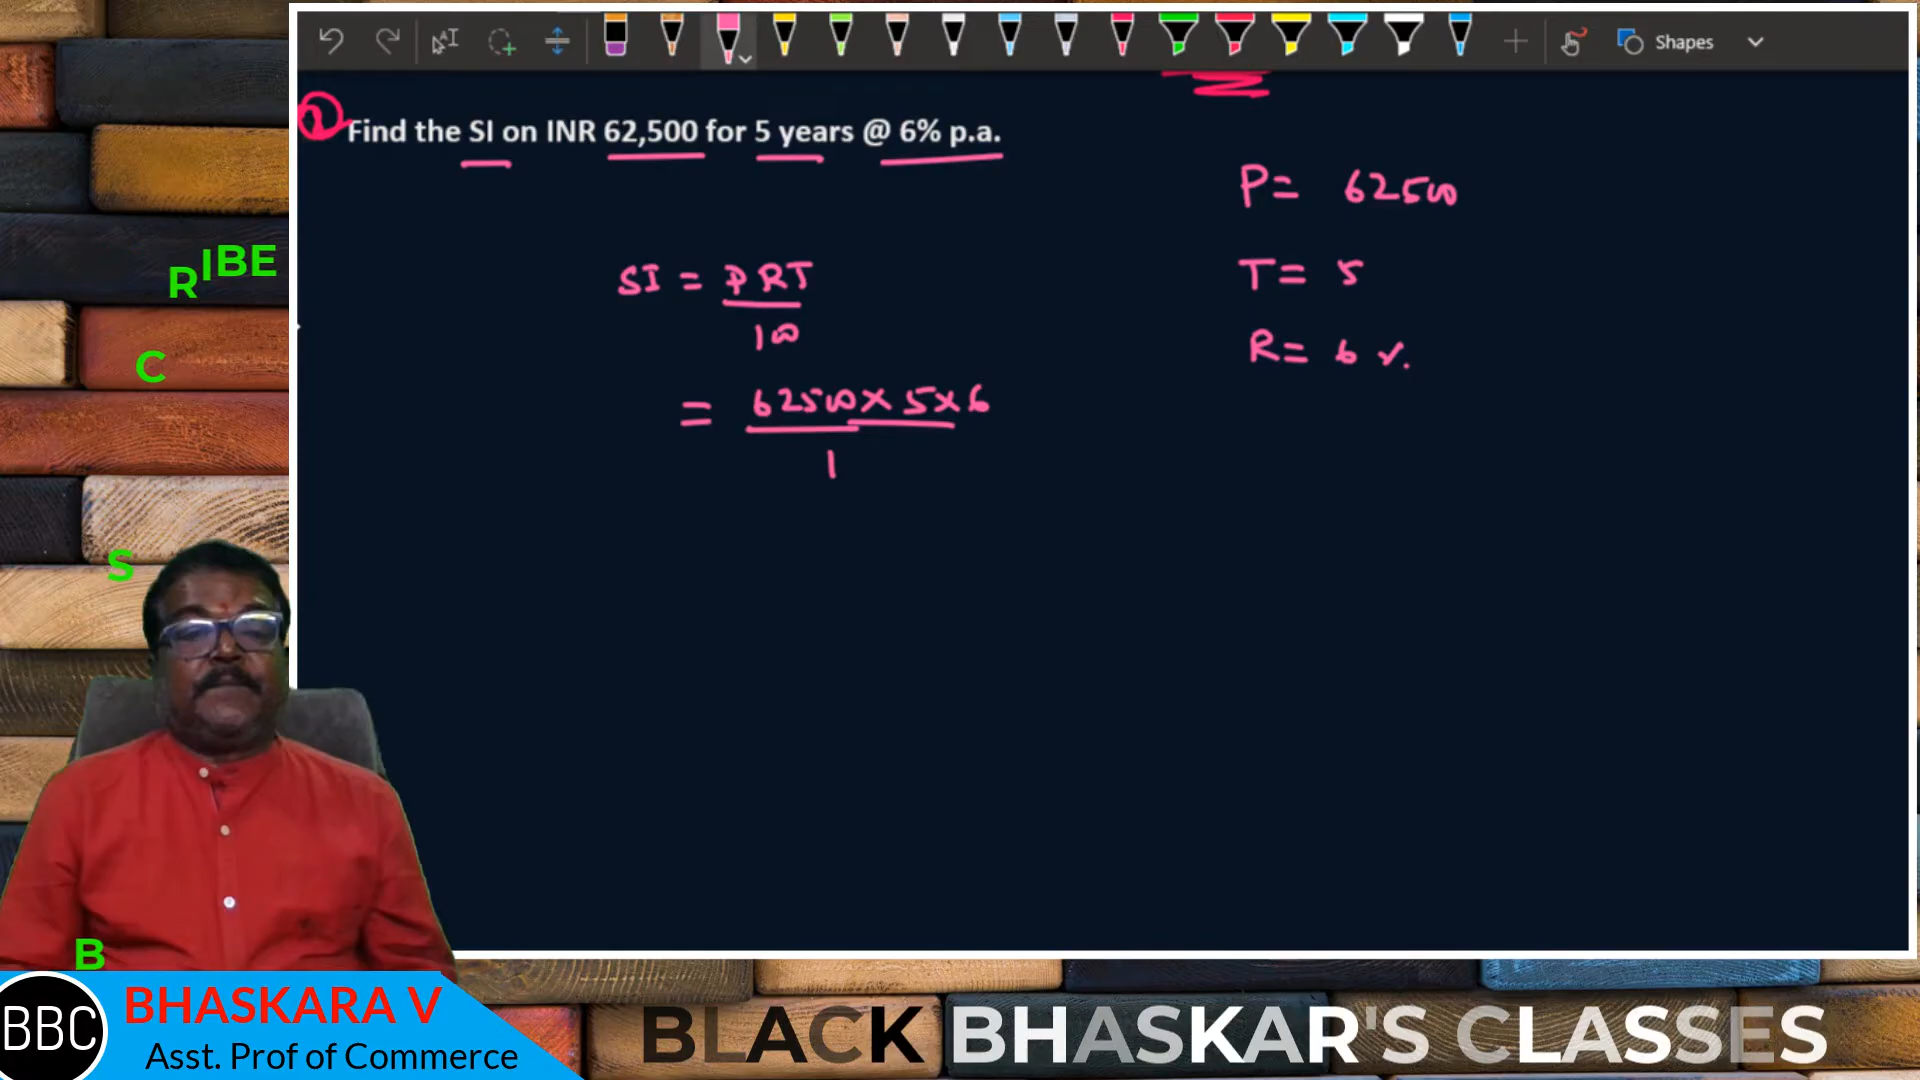 Shapes
2 Find the SI on INR 62,500 for 5 years @ 6% p.a.
P = 62500
SI = PRT
100
T = 5
R = 6 %
= 62500 × 5 × 6
1
RIBE
C
S
B
BBC
BHASKARA V
Asst. Prof of Commerce
BLACK BHASKAR'S CLASSES